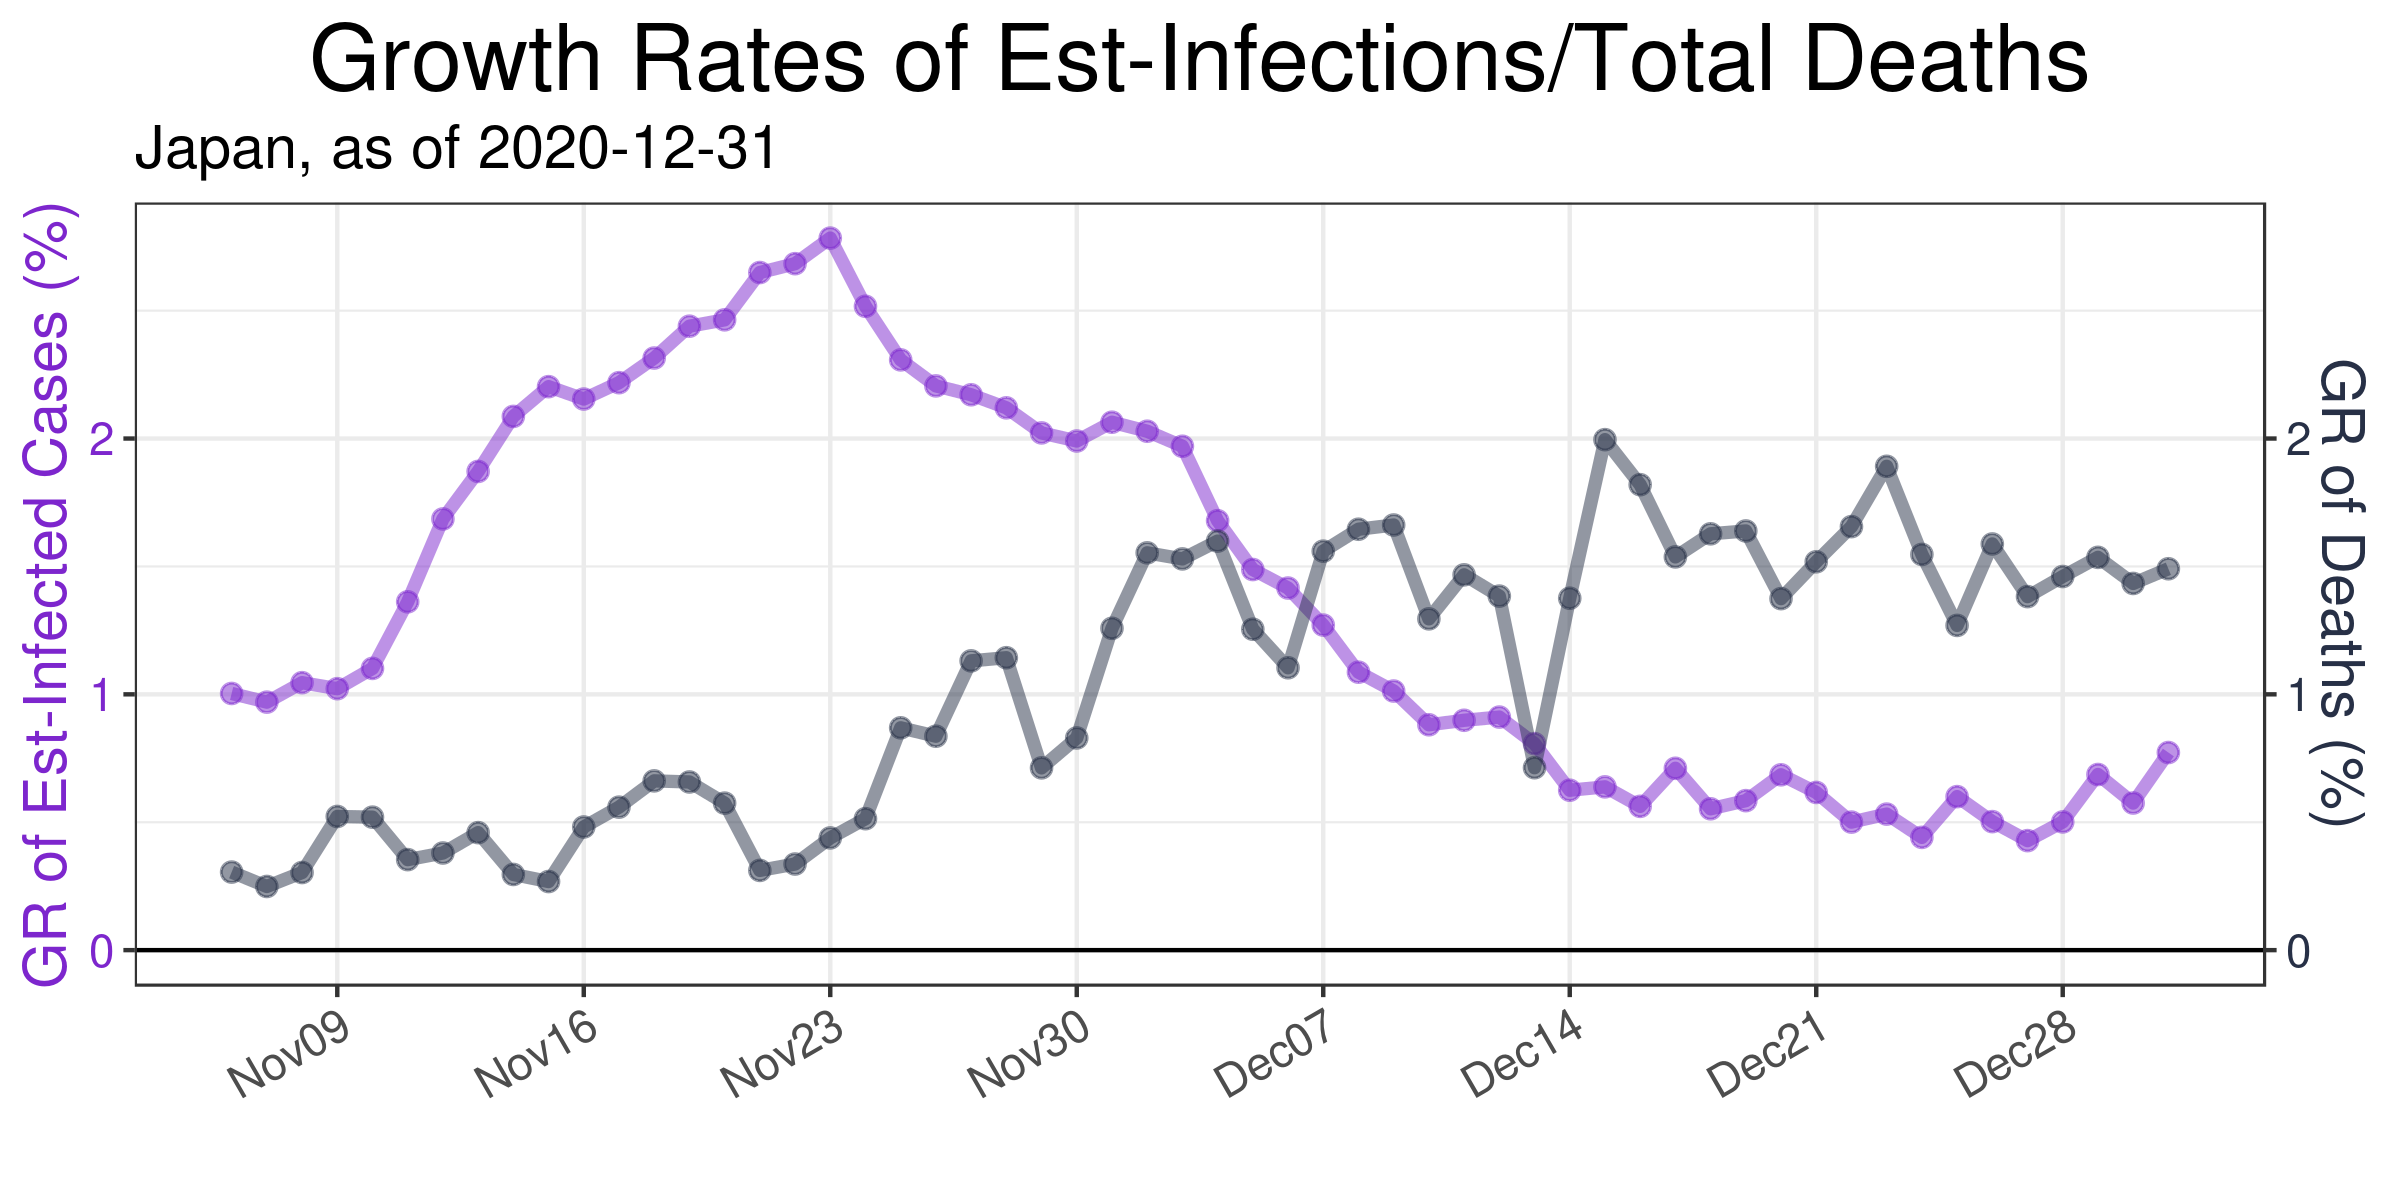 Growth Rates of Est-Infections/Total Deaths
Japan, as of 2020-12-31
GR of Est-Infected Cases (%)
2
1
0
2
1
0
GR of Deaths (%)
Nov09
Nov16
Nov23
Nov30
Dec07
Dec14
Dec21
Dec28